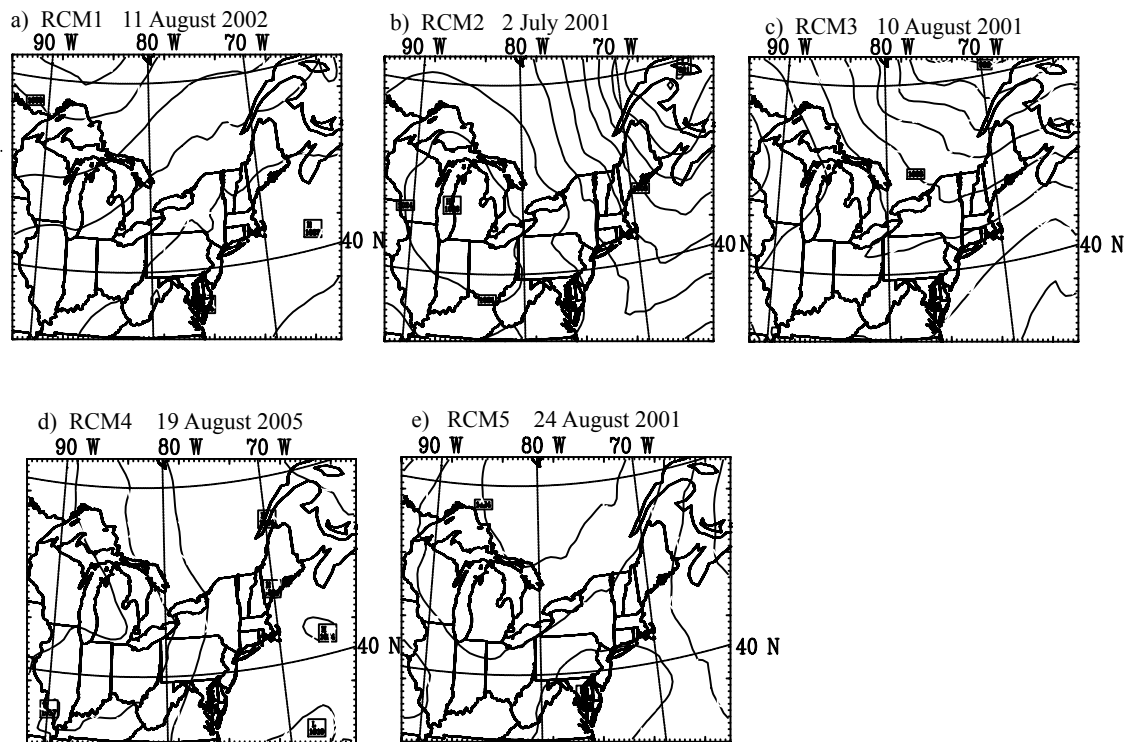 a) RCM1 11 August 2002
90 W 80 W 70 W
40 N
b) RCM2 2 July 2001
90 W 80 W 70 W
40 N
c) RCM3 10 August 2001
90 W 80 W 70 W
40 N
d) RCM4 19 August 2005
90 W 80 W 70 W
40 N
e) RCM5 24 August 2001
90 W 80 W 70 W
40 N